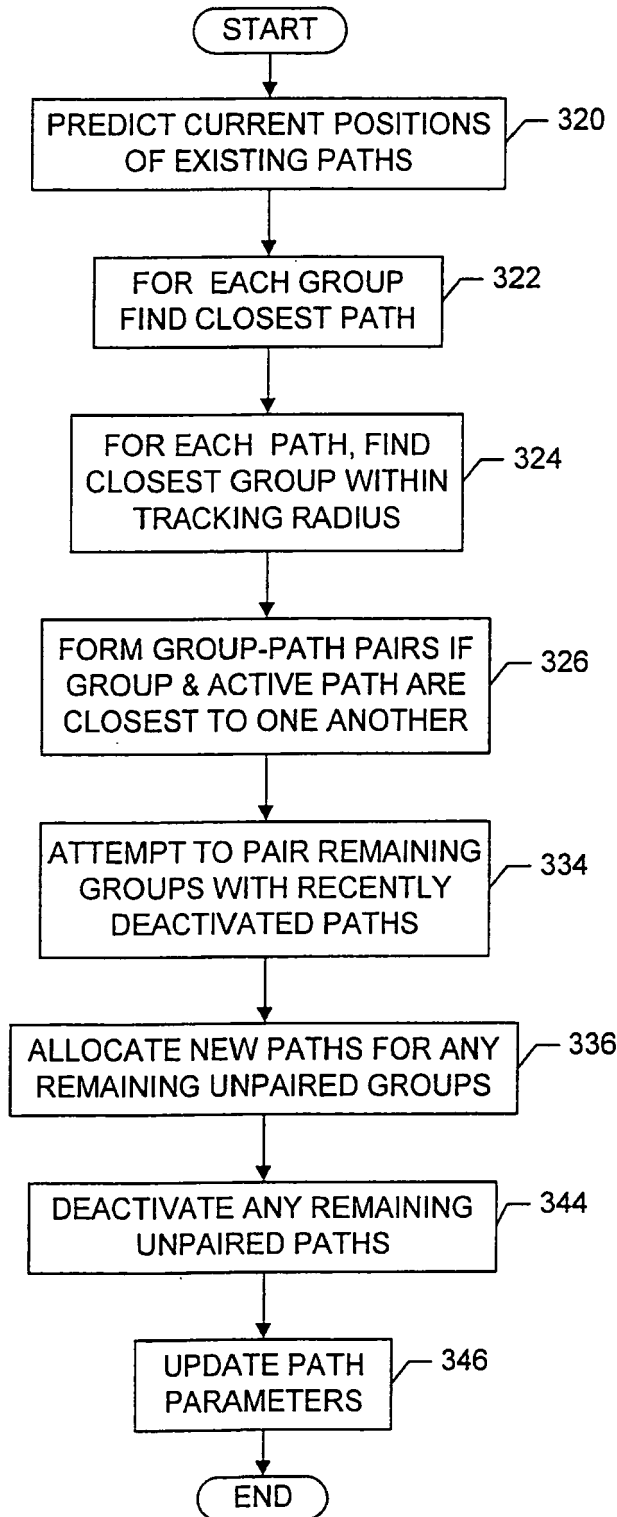 START
PREDICT CURRENT POSITIONS
OF EXISTING PATHS
320
FOR EACH GROUP
FIND CLOSEST PATH
322
FOR EACH PATH, FIND
CLOSEST GROUP WITHIN
TRACKING RADIUS
324
FORM GROUP-PATH PAIRS IF
GROUP & ACTIVE PATH ARE
CLOSEST TO ONE ANOTHER
326
ATTEMPT TO PAIR REMAINING
GROUPS WITH RECENTLY
DEACTIVATED PATHS
334
ALLOCATE NEW PATHS FOR ANY
REMAINING UNPAIRED GROUPS
336
DEACTIVATE ANY REMAINING
UNPAIRED PATHS
344
UPDATE PATH
PARAMETERS
346
END